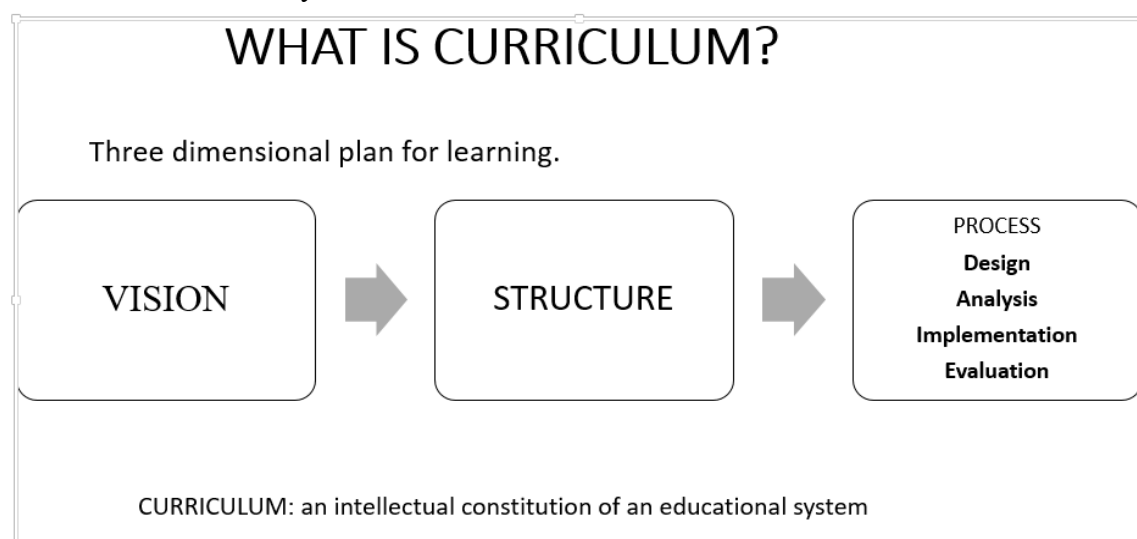 WHAT IS CURRICULUM?
Three dimensional plan for learning.
VISION
STRUCTURE
PROCESS
Design
Analysis
Implementation
Evaluation
CURRICULUM: an intellectual constitution of an educational system